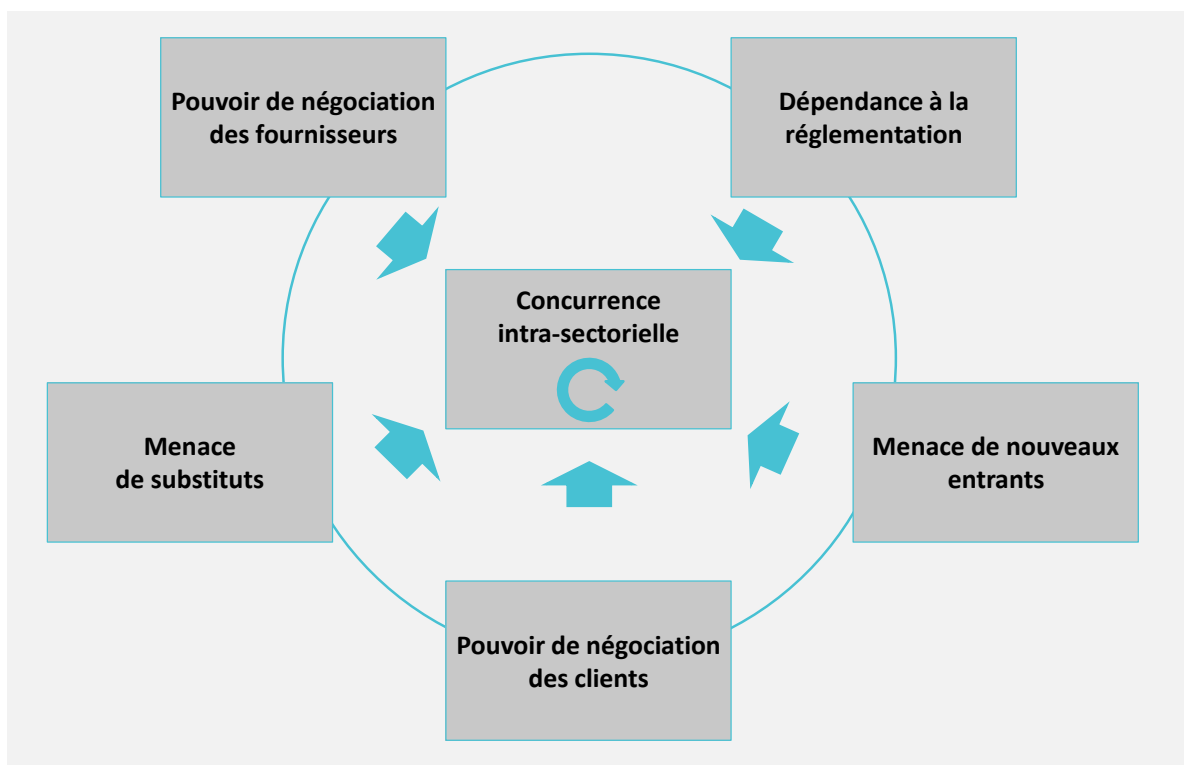 Pouvoir de négociation
des fournisseurs
Dépendance à la
réglementation
Concurrence
intra-sectorielle
Menace
de substituts
Menace de nouveaux
entrants
Pouvoir de négociation
des clients